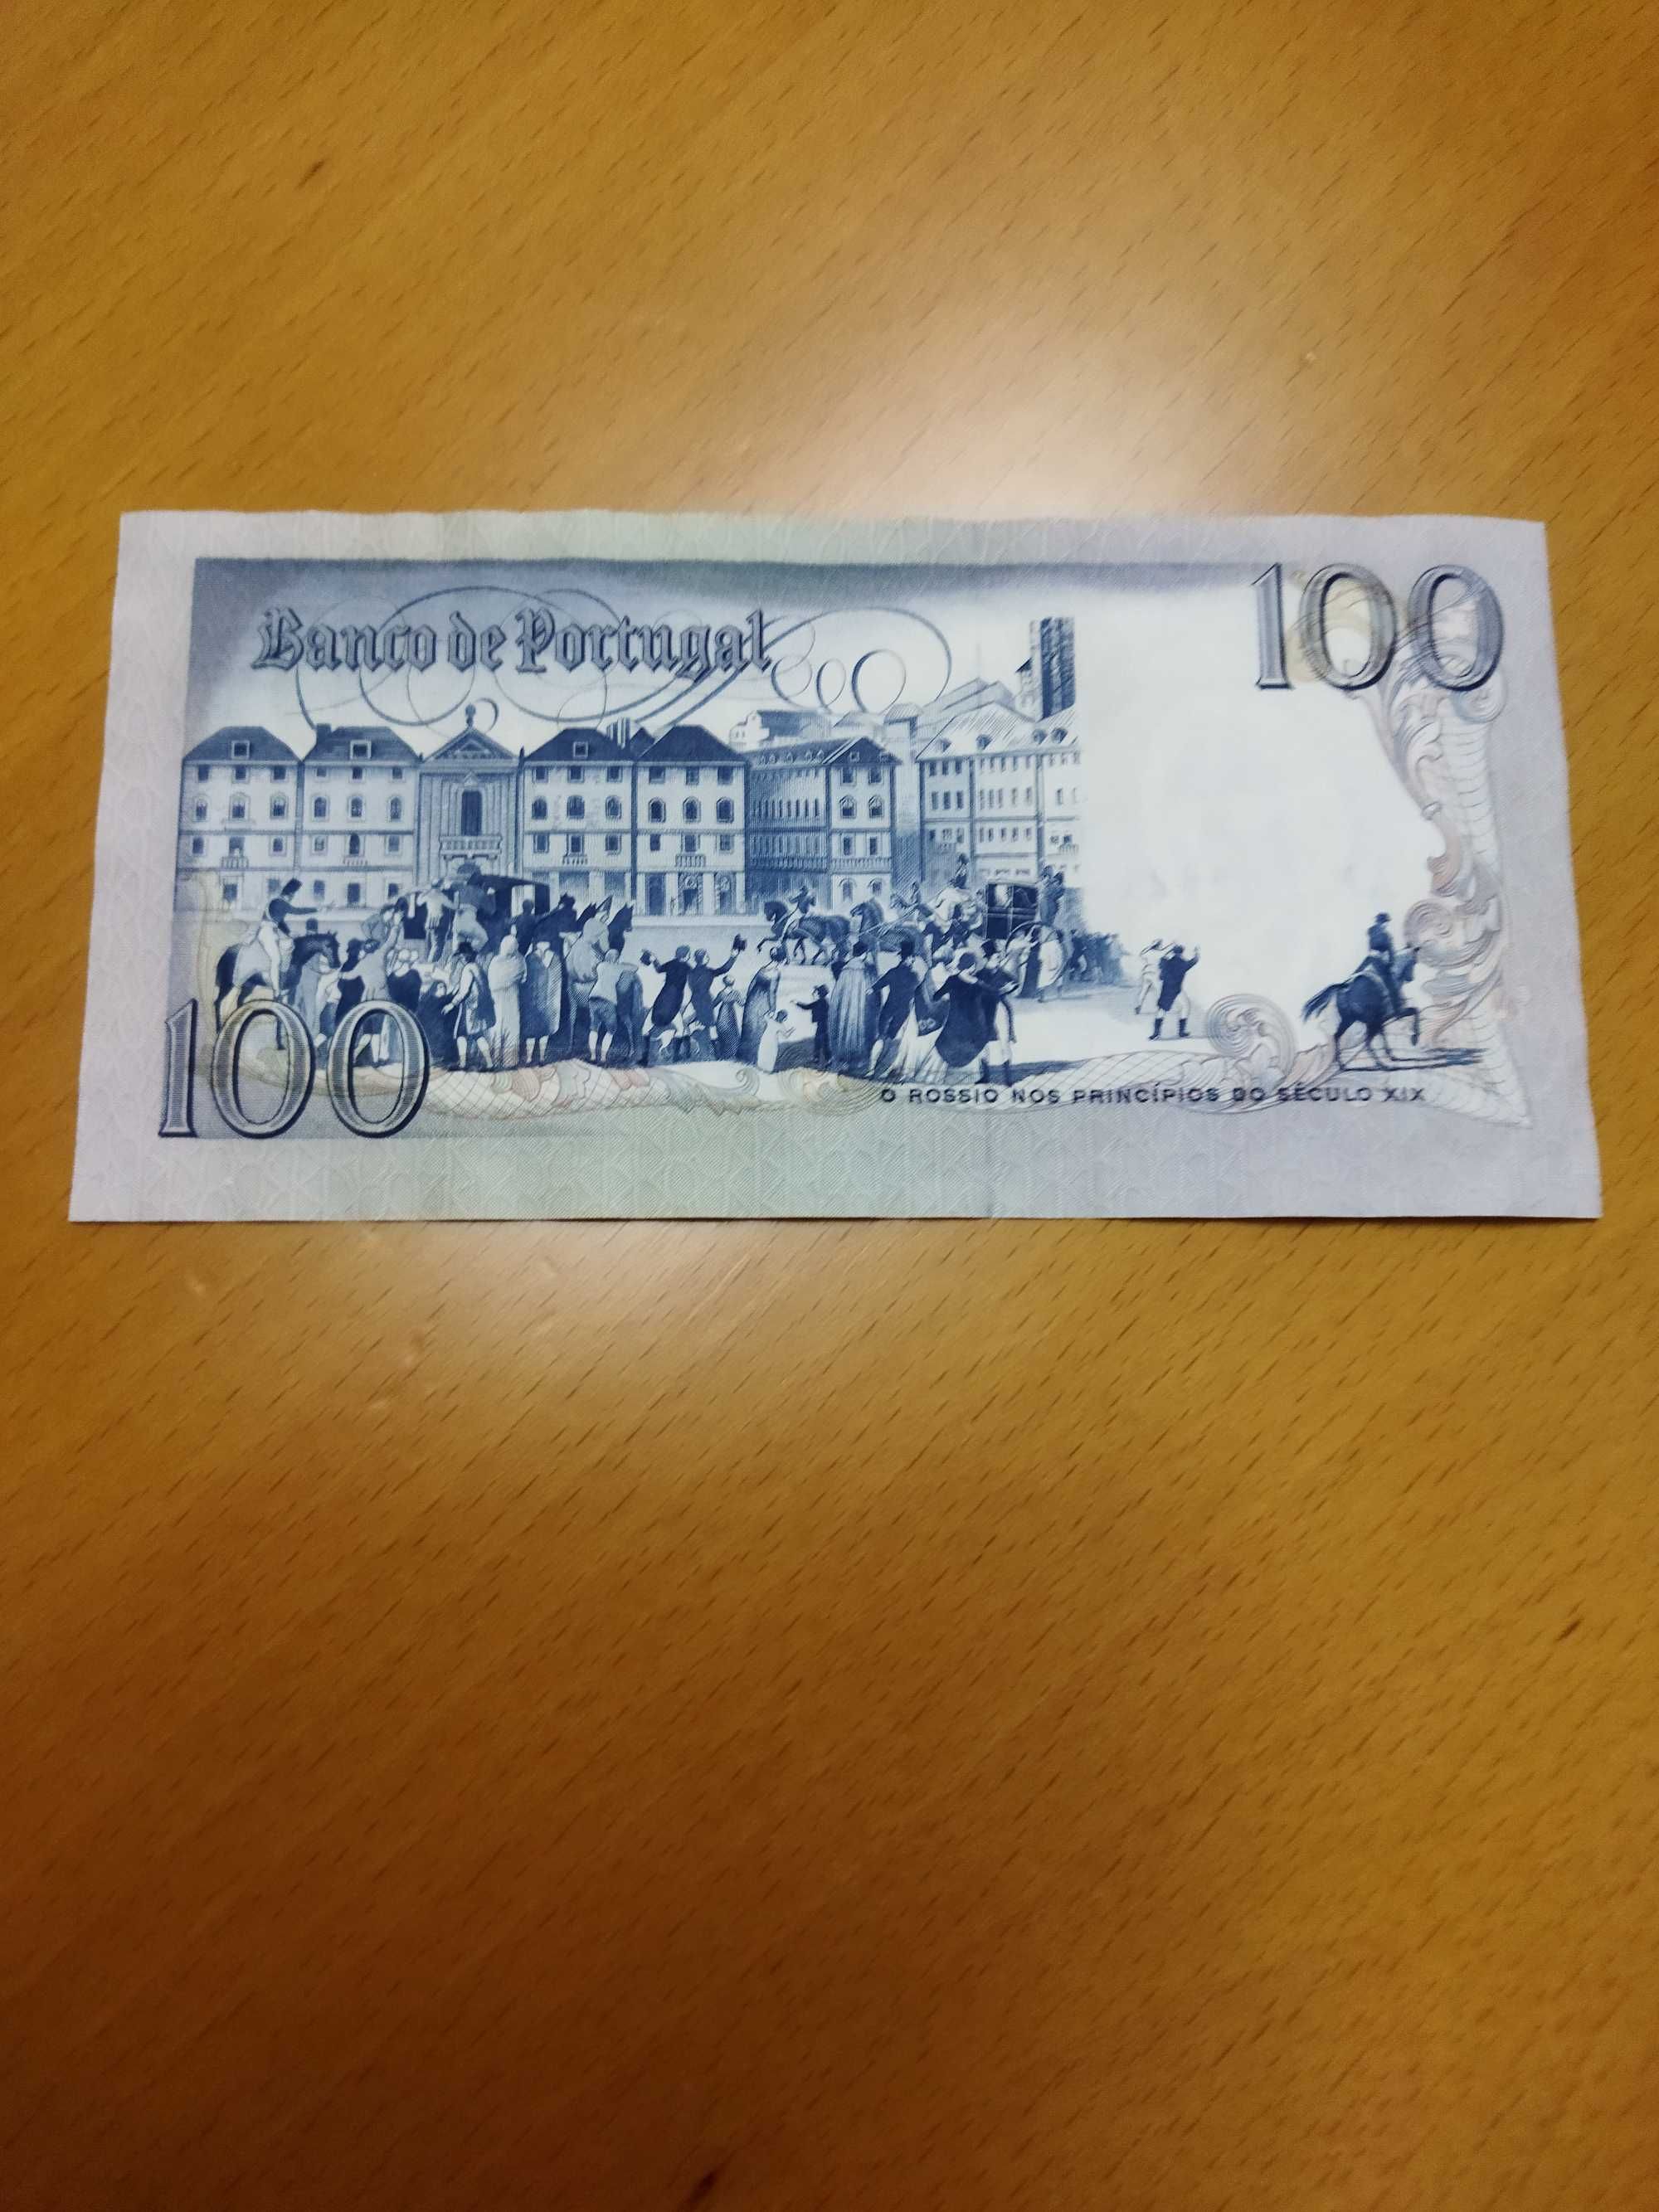 Banco de Portugal
100
100
O ROSSIO NOS PRINCÍPIOS DO SÉCULO XIX